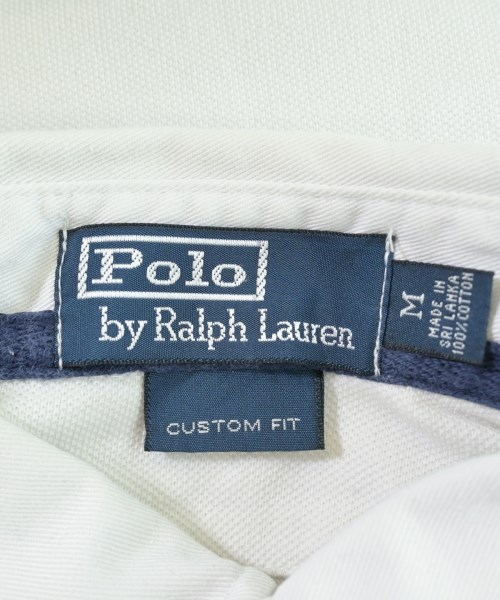 Polo
by Ralph Lauren
M
MADE IN
SRI LANKA
100% COTTON
CUSTOM FIT